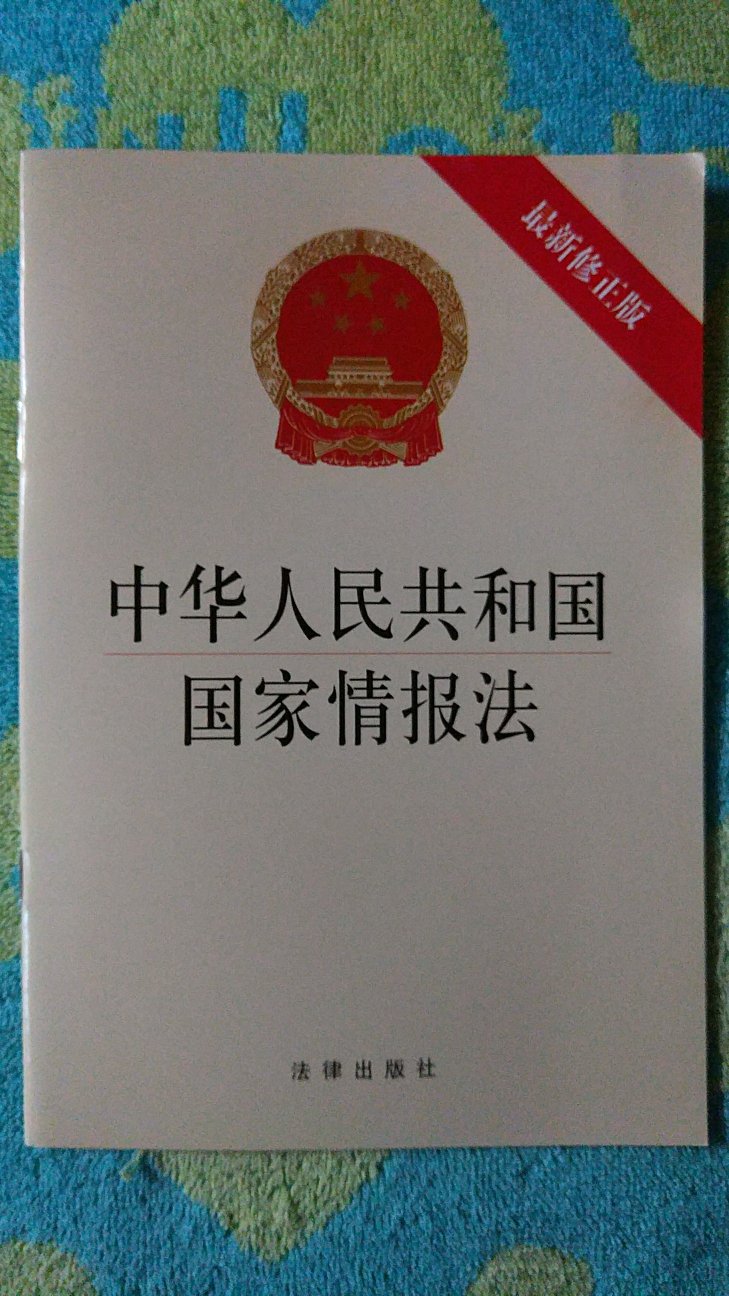 最新修正版
中华人民共和国
国家情报法
法律出版社